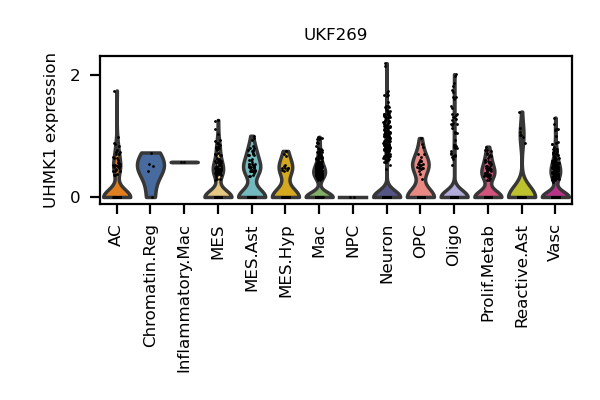 UKF269
UHMK1 expression
2
0
AC
Chromatin.Reg
Inflammatory.Mac
MES
MES.Ast
MES.Hyp
Mac
NPC
Neuron
OPC
Oligo
Prolif.Metab
Reactive.Ast
Vasc